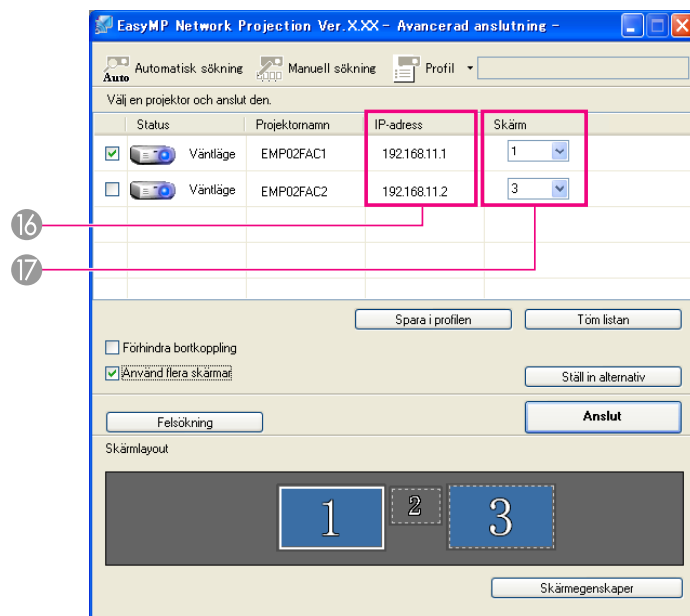 EasyMP Network Projection Ver.X.XX - Avancerad anslutning -
Auto Automatisk sökning Manuell sökning Profil
Välj en projektor och anslut den.
Status Projektornamn IP-adress Skärm
Väntläge EMP02FAC1 192.168.11.1 1
Väntläge EMP02FAC2 192.168.11.2 3
16
17
Spara i profilen Töm listan
Förhindra bortkoppling
Använd flera skärmar
Ställ in alternativ
Felsökning Anslut
Skärmlayout
1 2 3
Skärmegenskaper